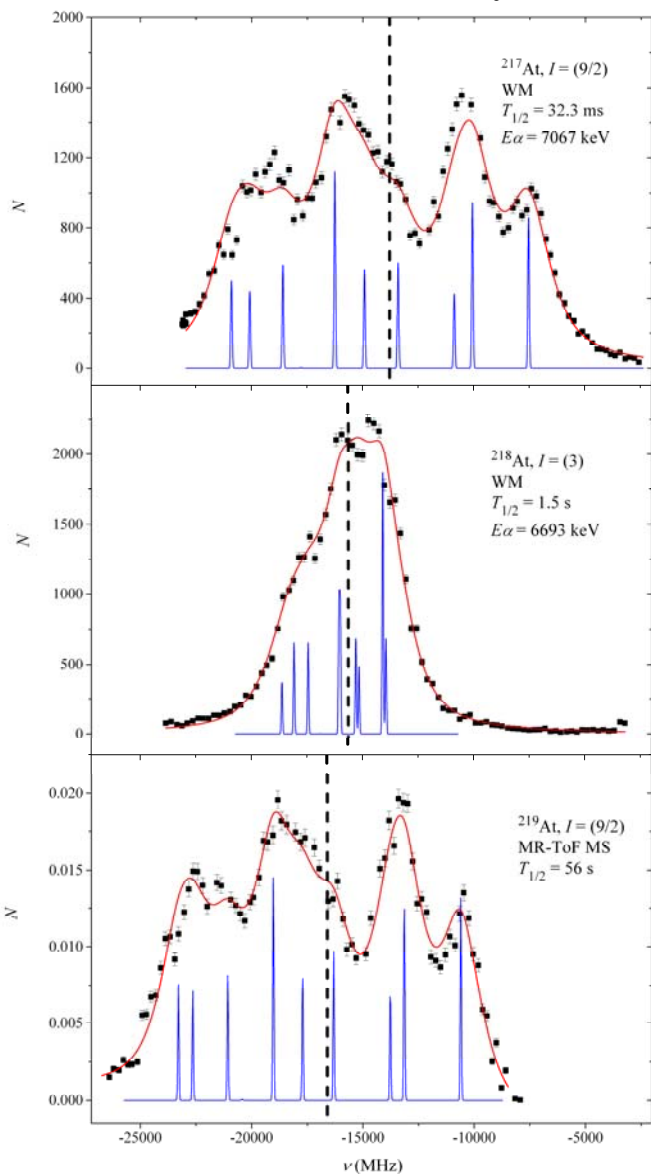 2000
1600
1200
800
400
0
N
²¹⁷At, I = (9/2)
WM
T₁/₂ = 32.3 ms
Eα = 7067 keV
2000
1500
1000
500
0
N
²¹⁸At, I = (3)
WM
T₁/₂ = 1.5 s
Eα = 6693 keV
0.020
0.015
0.010
0.005
0.000
N
²¹⁹At, I = (9/2)
MR-ToF MS
T₁/₂ = 56 s
-25000 -20000 -15000 -10000 -5000
ν (MHz)